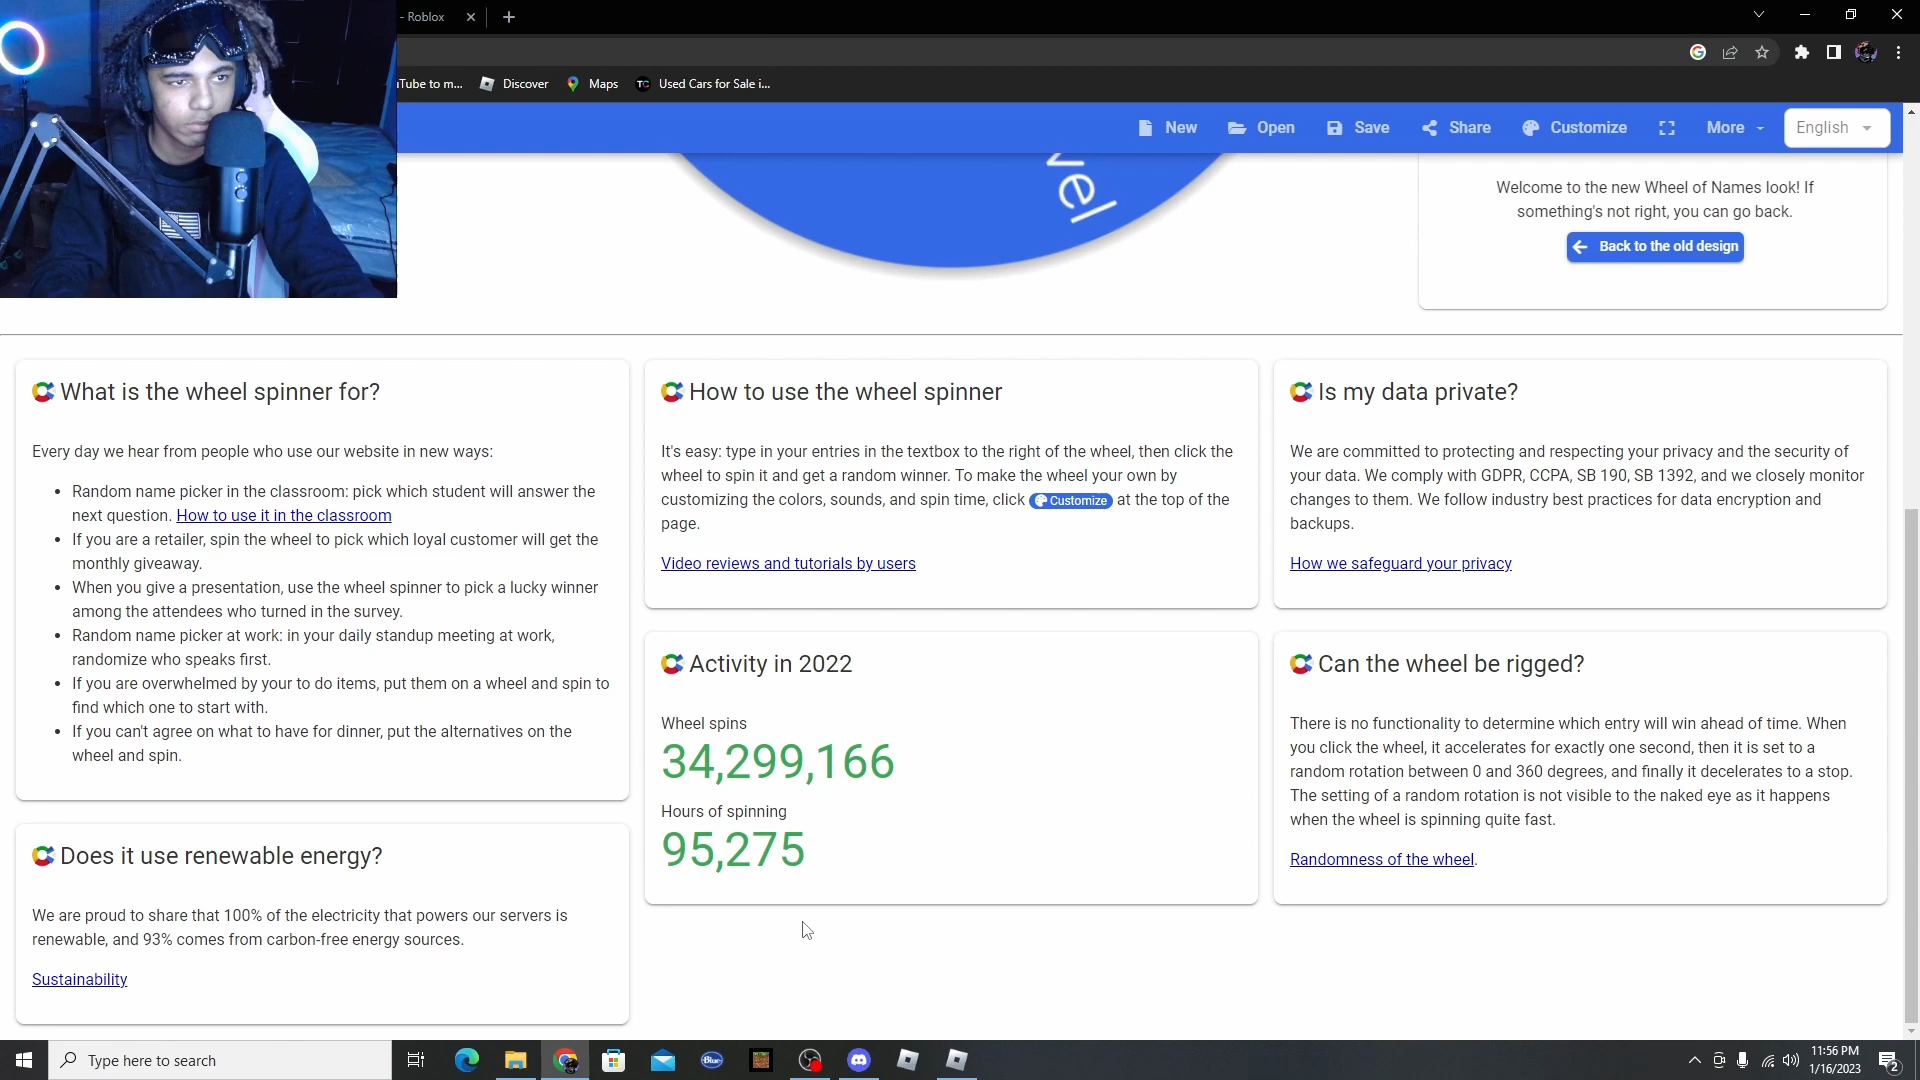 - Roblox
uTube to m...
Discover
Maps
Used Cars for Sale i...
New
Open
Save
Share
Customize
More
English
vel
Welcome to the new Wheel of Names look! If
something's not right, you can go back.
Back to the old design
What is the wheel spinner for?
Every day we hear from people who use our website in new ways:
• Random name picker in the classroom: pick which student will answer the
next question. How to use it in the classroom
• If you are a retailer, spin the wheel to pick which loyal customer will get the
monthly giveaway.
• When you give a presentation, use the wheel spinner to pick a lucky winner
among the attendees who turned in the survey.
• Random name picker at work: in your daily standup meeting at work,
randomize who speaks first.
• If you are overwhelmed by your to do items, put them on a wheel and spin to
find which one to start with.
• If you can't agree on what to have for dinner, put the alternatives on the
wheel and spin.
Does it use renewable energy?
We are proud to share that 100% of the electricity that powers our servers is
renewable, and 93% comes from carbon-free energy sources.
Sustainability
How to use the wheel spinner
It's easy: type in your entries in the textbox to the right of the wheel, then click the
wheel to spin it and get a random winner. To make the wheel your own by
customizing the colors, sounds, and spin time, click Customize at the top of the
page.
Video reviews and tutorials by users
Activity in 2022
Wheel spins
34,299,166
Hours of spinning
95,275
Is my data private?
We are committed to protecting and respecting your privacy and the security of
your data. We comply with GDPR, CCPA, SB 190, SB 1392, and we closely monitor
changes to them. We follow industry best practices for data encryption and
backups.
How we safeguard your privacy
Can the wheel be rigged?
There is no functionality to determine which entry will win ahead of time. When
you click the wheel, it accelerates for exactly one second, then it is set to a
random rotation between 0 and 360 degrees, and finally it decelerates to a stop.
The setting of a random rotation is not visible to the naked eye as it happens
when the wheel is spinning quite fast.
Randomness of the wheel.
Type here to search
Blue
11:56 PM
1/16/2023
2